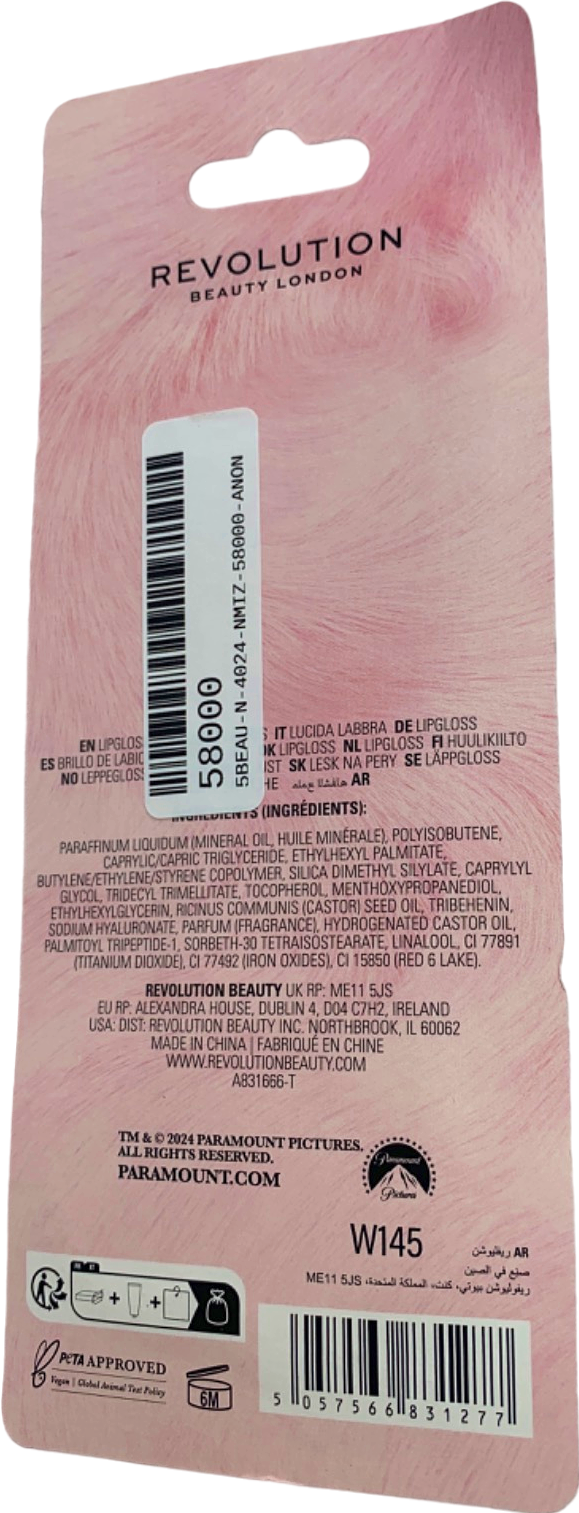 REVOLUTION
BEAUTY LONDON
58000
5BEAU-N-4024-NMIZ-58000-ANON
EN LIPGLOS IT LUCIDA LABBRA DE LIPGLOSS
ES BRILLO DE LABIO DK LIPGLOSS NL LIPGLOSS FI HUULIKIILTO
NO LEPPEGLOSS SK LESK NA PERY SE LÄPPGLOSS
AR
INGREDIENTS (INGRÉDIENTS):
PARAFFINUM LIQUIDUM (MINERAL OIL, HUILE MINÉRALE), POLYISOBUTENE,
CAPRYLIC/CAPRIC TRIGLYCERIDE, ETHYLHEXYL PALMITATE,
BUTYLENE/ETHYLENE/STYRENE COPOLYMER, SILICA DIMETHYL SILYLATE, CAPRYLYL
GLYCOL, TRIDECYL TRIMELLITATE, TOCOPHEROL, MENTHOXYPROPANEDIOL,
ETHYLHEXYLGLYCERIN, RICINUS COMMUNIS (CASTOR) SEED OIL, TRIBEHENIN,
SODIUM HYALURONATE, PARFUM (FRAGRANCE), HYDROGENATED CASTOR OIL,
PALMITOYL TRIPEPTIDE-1, SORBETH-30 TETRAISOSTEARATE, LINALOOL, CI 77891
(TITANIUM DIOXIDE), CI 77492 (IRON OXIDES), CI 15850 (RED 6 LAKE).
REVOLUTION BEAUTY UK RP: ME11 5JS
EU RP: ALEXANDRA HOUSE, DUBLIN 4, D04 C7H2, IRELAND
USA: DIST: REVOLUTION BEAUTY INC. NORTHBROOK, IL 60062
MADE IN CHINA | FABRIQUÉ EN CHINE
WWW.REVOLUTIONBEAUTY.COM
A831666-T
TM & © 2024 PARAMOUNT PICTURES.
ALL RIGHTS RESERVED.
PARAMOUNT.COM
Paramount
Pictures
W145
AR ريفليوشن
صنع في الصين
ريفوليوشن بيوتي، كنت، المملكة المتحدة، ME11 5JS
FR
+ +
PETA APPROVED
Vegan | Global Animal Test Policy
6M
5 057566 831277